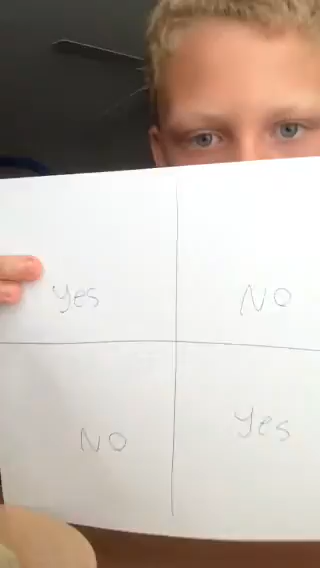 yes NO
NO yes